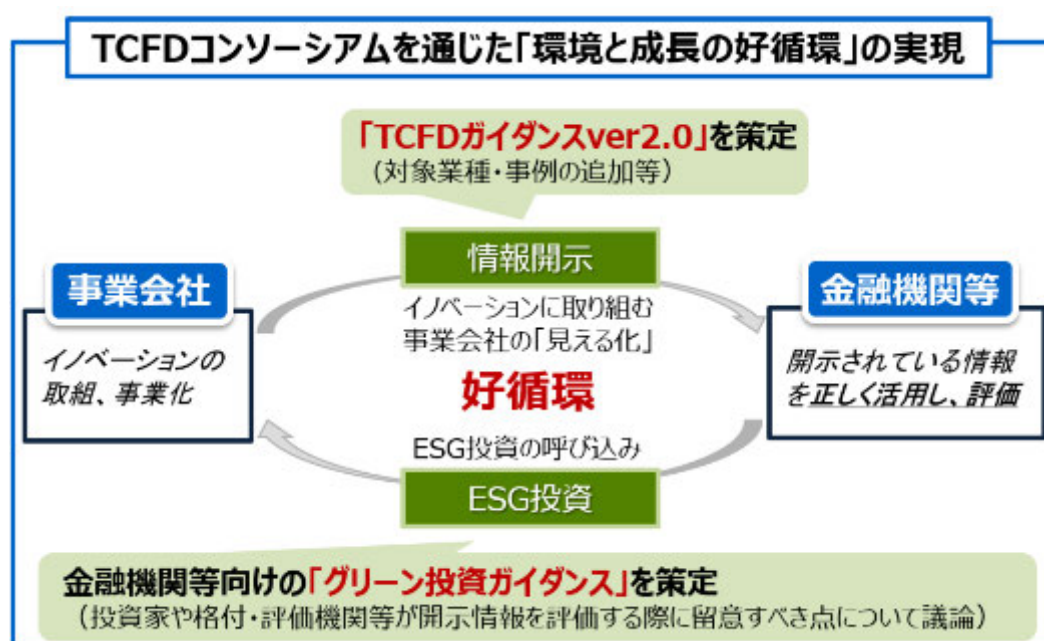 TCFDコンソーシアムを通じた「環境と成長の好循環」の実現
「TCFDガイダンスver2.0」を策定
（対象業種・事例の追加等）
情報開示
事業会社
イノベーションの
取組、事業化
イノベーションに取り組む
事業会社の「見える化」
好循環
ESG投資の呼び込み
ESG投資
金融機関等
開示されている情報
を正しく活用し、評価
金融機関等向けの「グリーン投資ガイダンス」を策定
（投資家や格付・評価機関等が開示情報を評価する際に留意すべき点について議論）